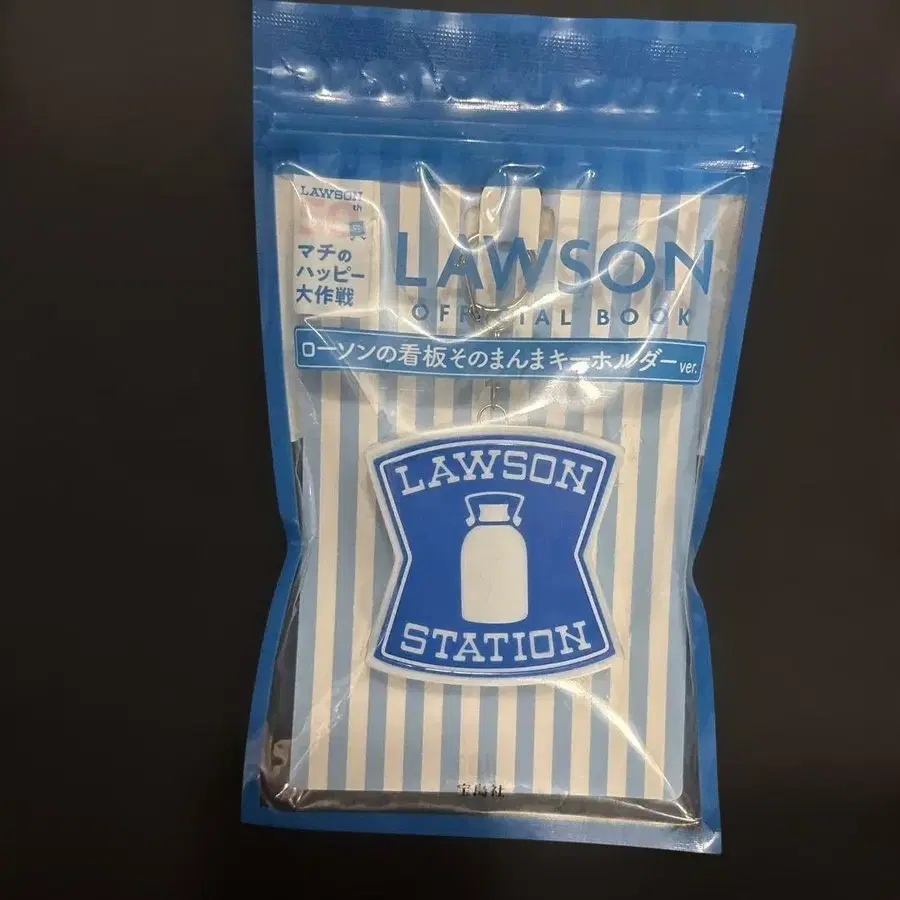 LAWSON
th
マチの
ハッピー
大作戦
LAWSON
OFFICIAL BOOK
ローソンの看板そのまんまキーホルダーver.
LAWSON
STATION
宝島社